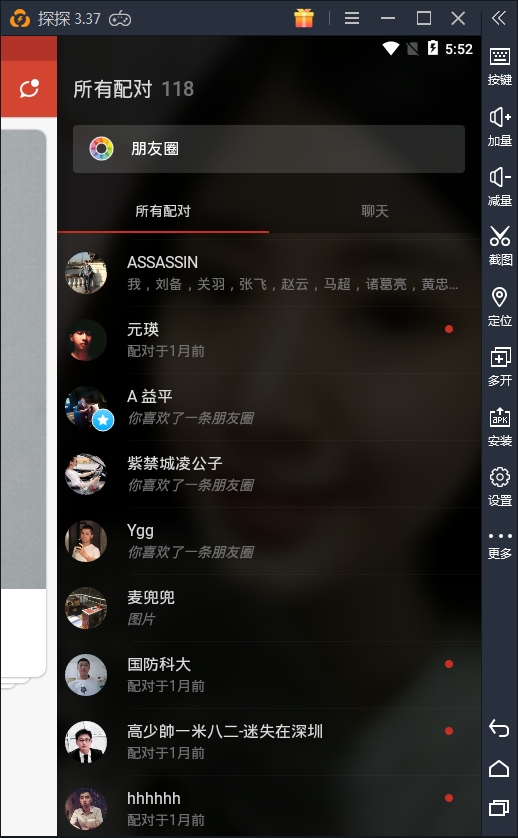 探探 3.37
5:52
所有配对 118
朋友圈
所有配对 聊天
ASSASSIN
我，刘备，关羽，张飞，赵云，马超，诸葛亮，黄忠...
元瑛
配对于1月前
A 益平
你喜欢了一条朋友圈
紫禁城凌公子
你喜欢了一条朋友圈
Ygg
你喜欢了一条朋友圈
麦兜兜
图片
国防科大
配对于1月前
高少帥一米八二-迷失在深圳
配对于1月前
hhhhhh
配对于1月前
按键
加量
减量
截图
定位
多开
APK
安装
设置
更多